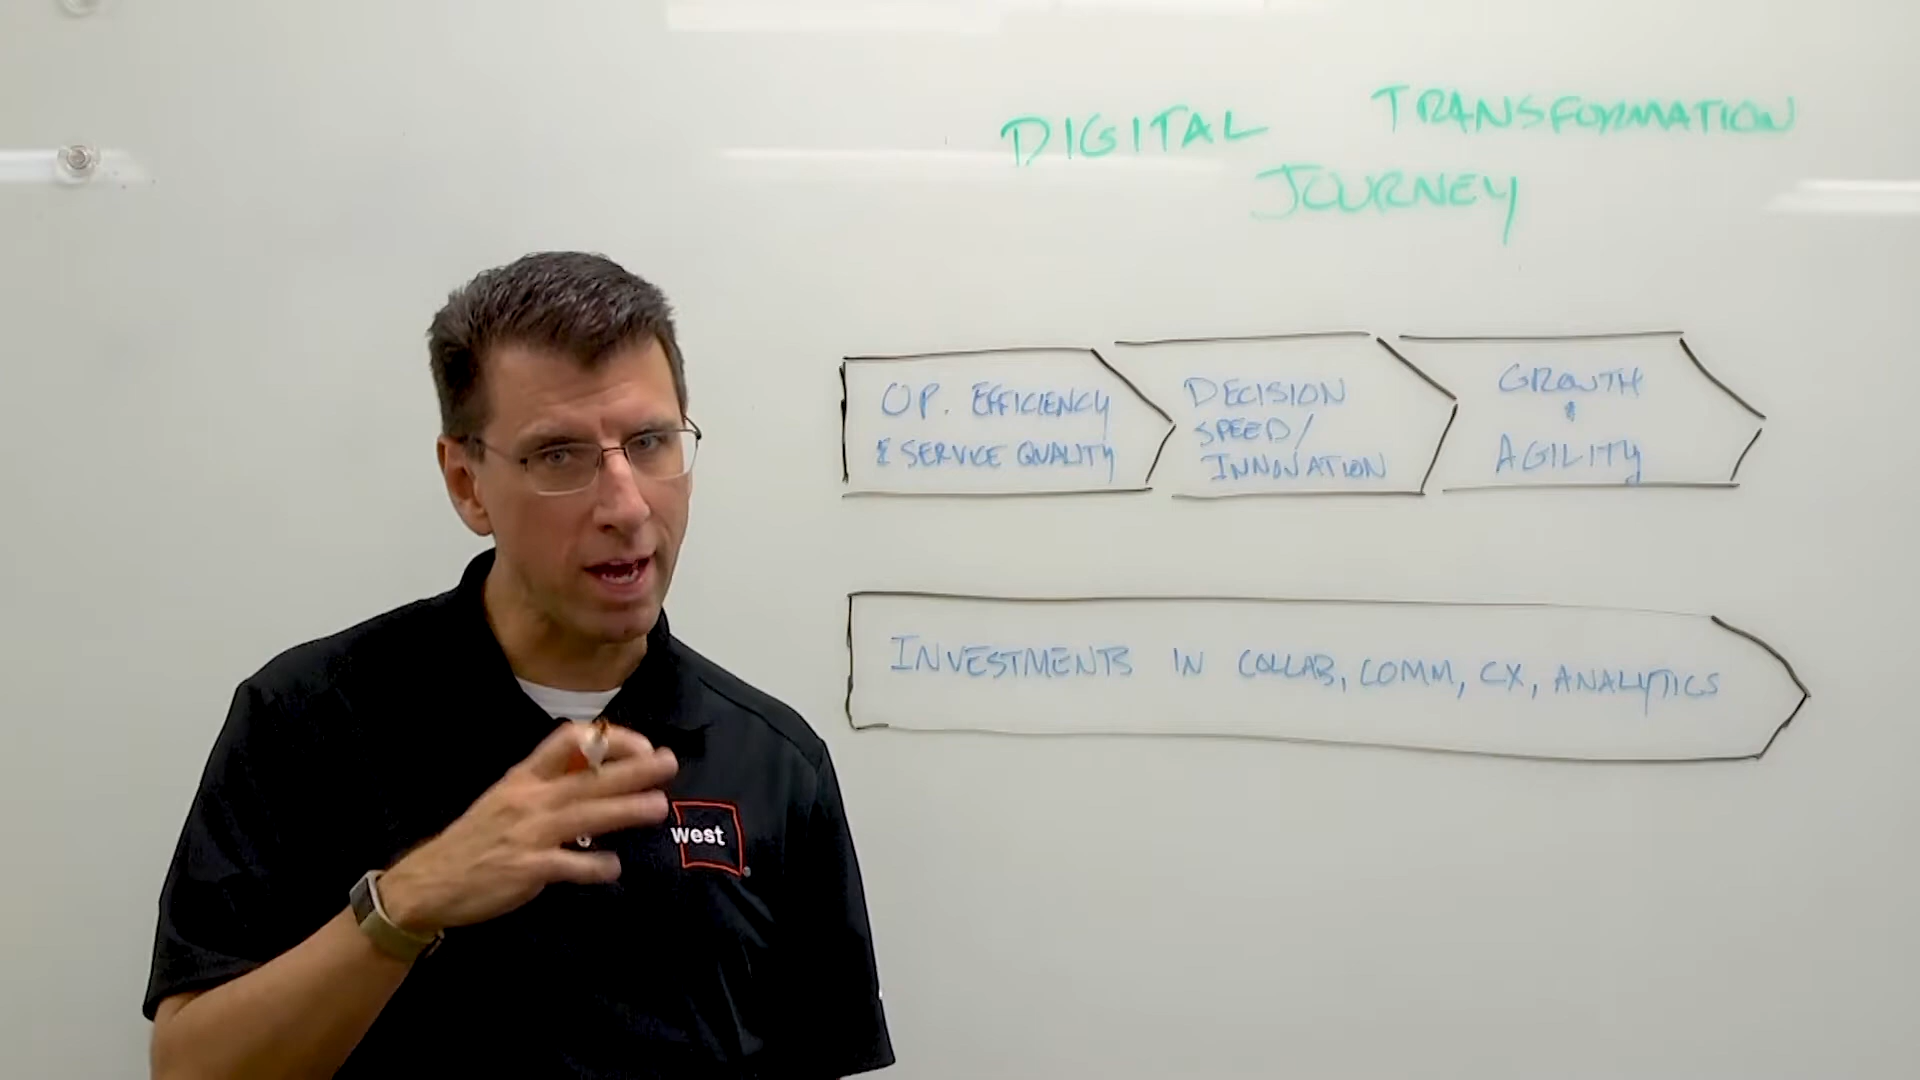 DIGITAL TRANSFORMATION
JOURNEY
OP. EFFICIENCY
& SERVICE QUALITY
DECISION
SPEED/
INNOVATION
GROWTH
&
AGILITY
INVESTMENTS IN COLLAB, COMM, CX, ANALYTICS
west